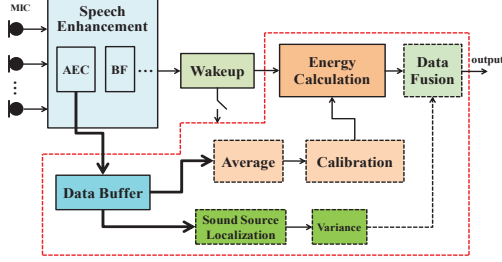 MIC
Speech
Enhancement
AEC
BF
...
Wakeup
Energy
Calculation
Data
Fusion
output
Average
Calibration
Data Buffer
Sound Source
Localization
Variance